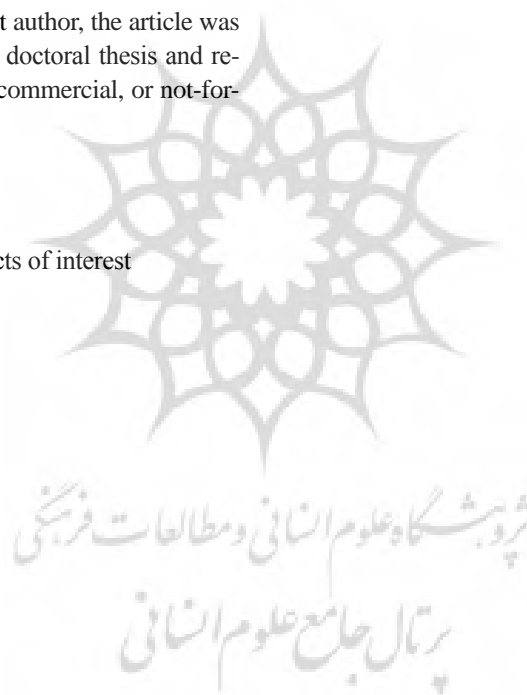 t author, the article was
doctoral thesis and re-
commercial, or not-for-
cts of interest
پژوهشگاه علوم انسانی و مطالعات فرهنگی
پرتال جامع علوم انسانی